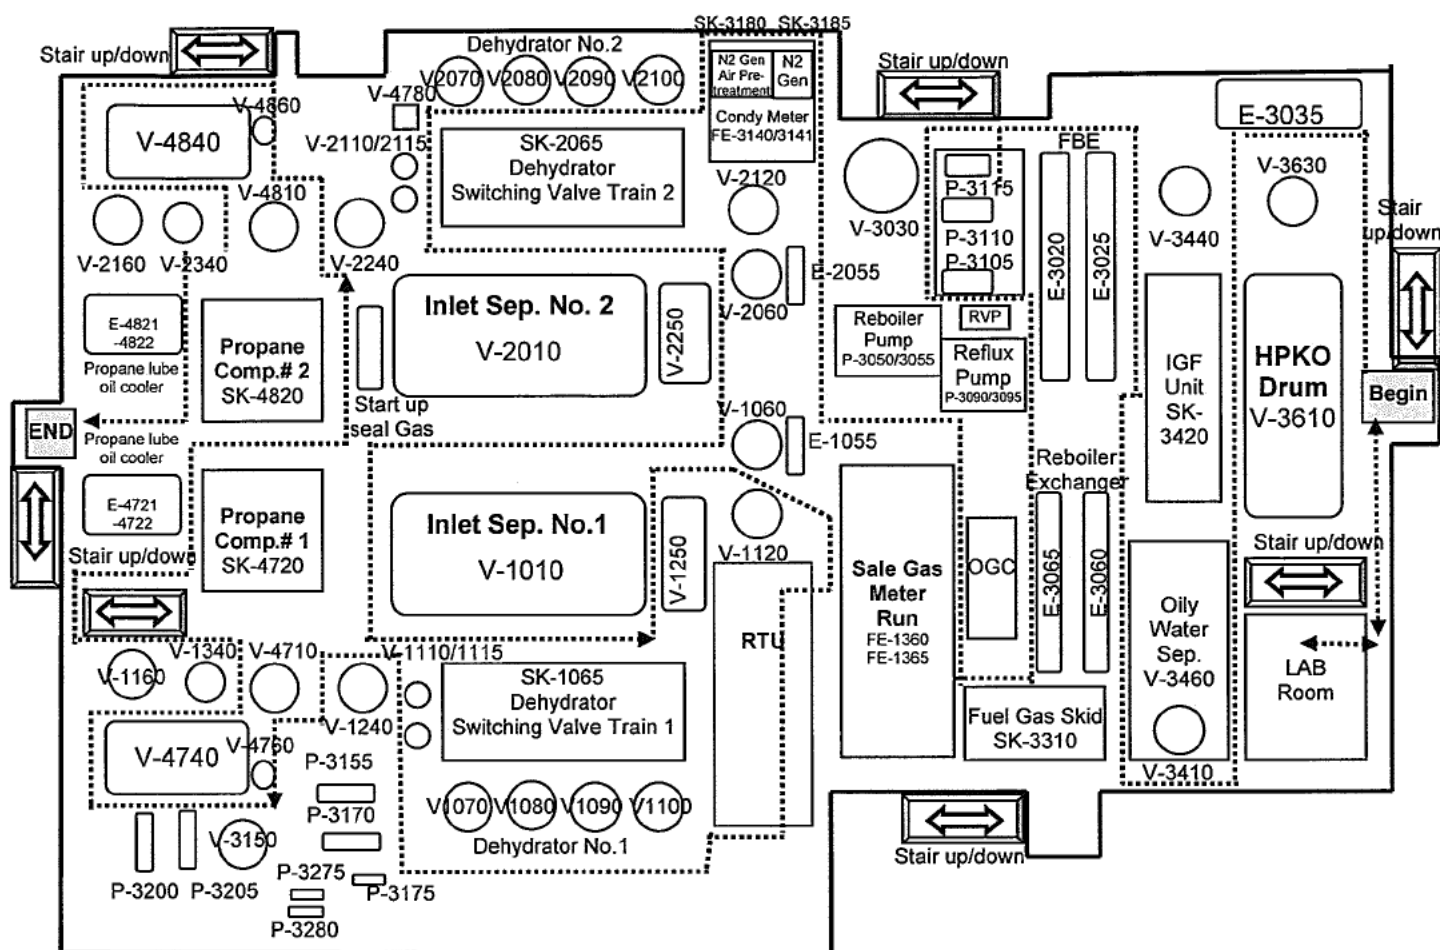 SK-3180 SK-3185
Stair up/down
Dehydrator No.2
V2070
V2080
V2090
V2100
N2 Gen
Air Pre-
treatment
N2
Gen
Condy Meter
FE-3140/3141
Stair up/down
E-3035
V-4860
V-4780
V-4840
V-2110/2115
SK-2065
Dehydrator
Switching Valve Train 2
FBE
V-3630
V-4810
V-2120
P-3115
Stair
up/down
V-2160
V-2340
V-2240
V-3030
P-3110
P-3105
E-3020
E-3025
V-3440
E-2055
V-2060
E-4821
-4822
Propane lube
oil cooler
Propane
Comp.# 2
SK-4820
Inlet Sep. No. 2
V-2010
V-2250
Reboiler
Pump
P-3050/3055
RVP
Reflux
Pump
P-3090/3095
IGF
Unit
SK-
3420
HPKO
Drum
V-3610
Begin
Start up
seal Gas
END
Propane lube
oil cooler
V-1060
E-1055
Reboiler
Exchanger
E-4721
-4722
Stair up/down
Propane
Comp.# 1
SK-4720
Inlet Sep. No.1
V-1010
V-1250
V-1120
Sale Gas
Meter
Run
FE-1360
FE-1365
OGC
E-3065
E-3060
Stair up/down
Oily
Water
Sep.
V-3460
LAB
Room
RTU
V-1160
V-1340
V-4710
V-1110/1115
V-1240
SK-1065
Dehydrator
Switching Valve Train 1
Fuel Gas Skid
SK-3310
V-3410
V-4740
V-4760
P-3155
P-3170
V1070
V1080
V1090
V1100
Dehydrator No.1
V-3150
Stair up/down
P-3200
P-3205
P-3275
P-3175
P-3280